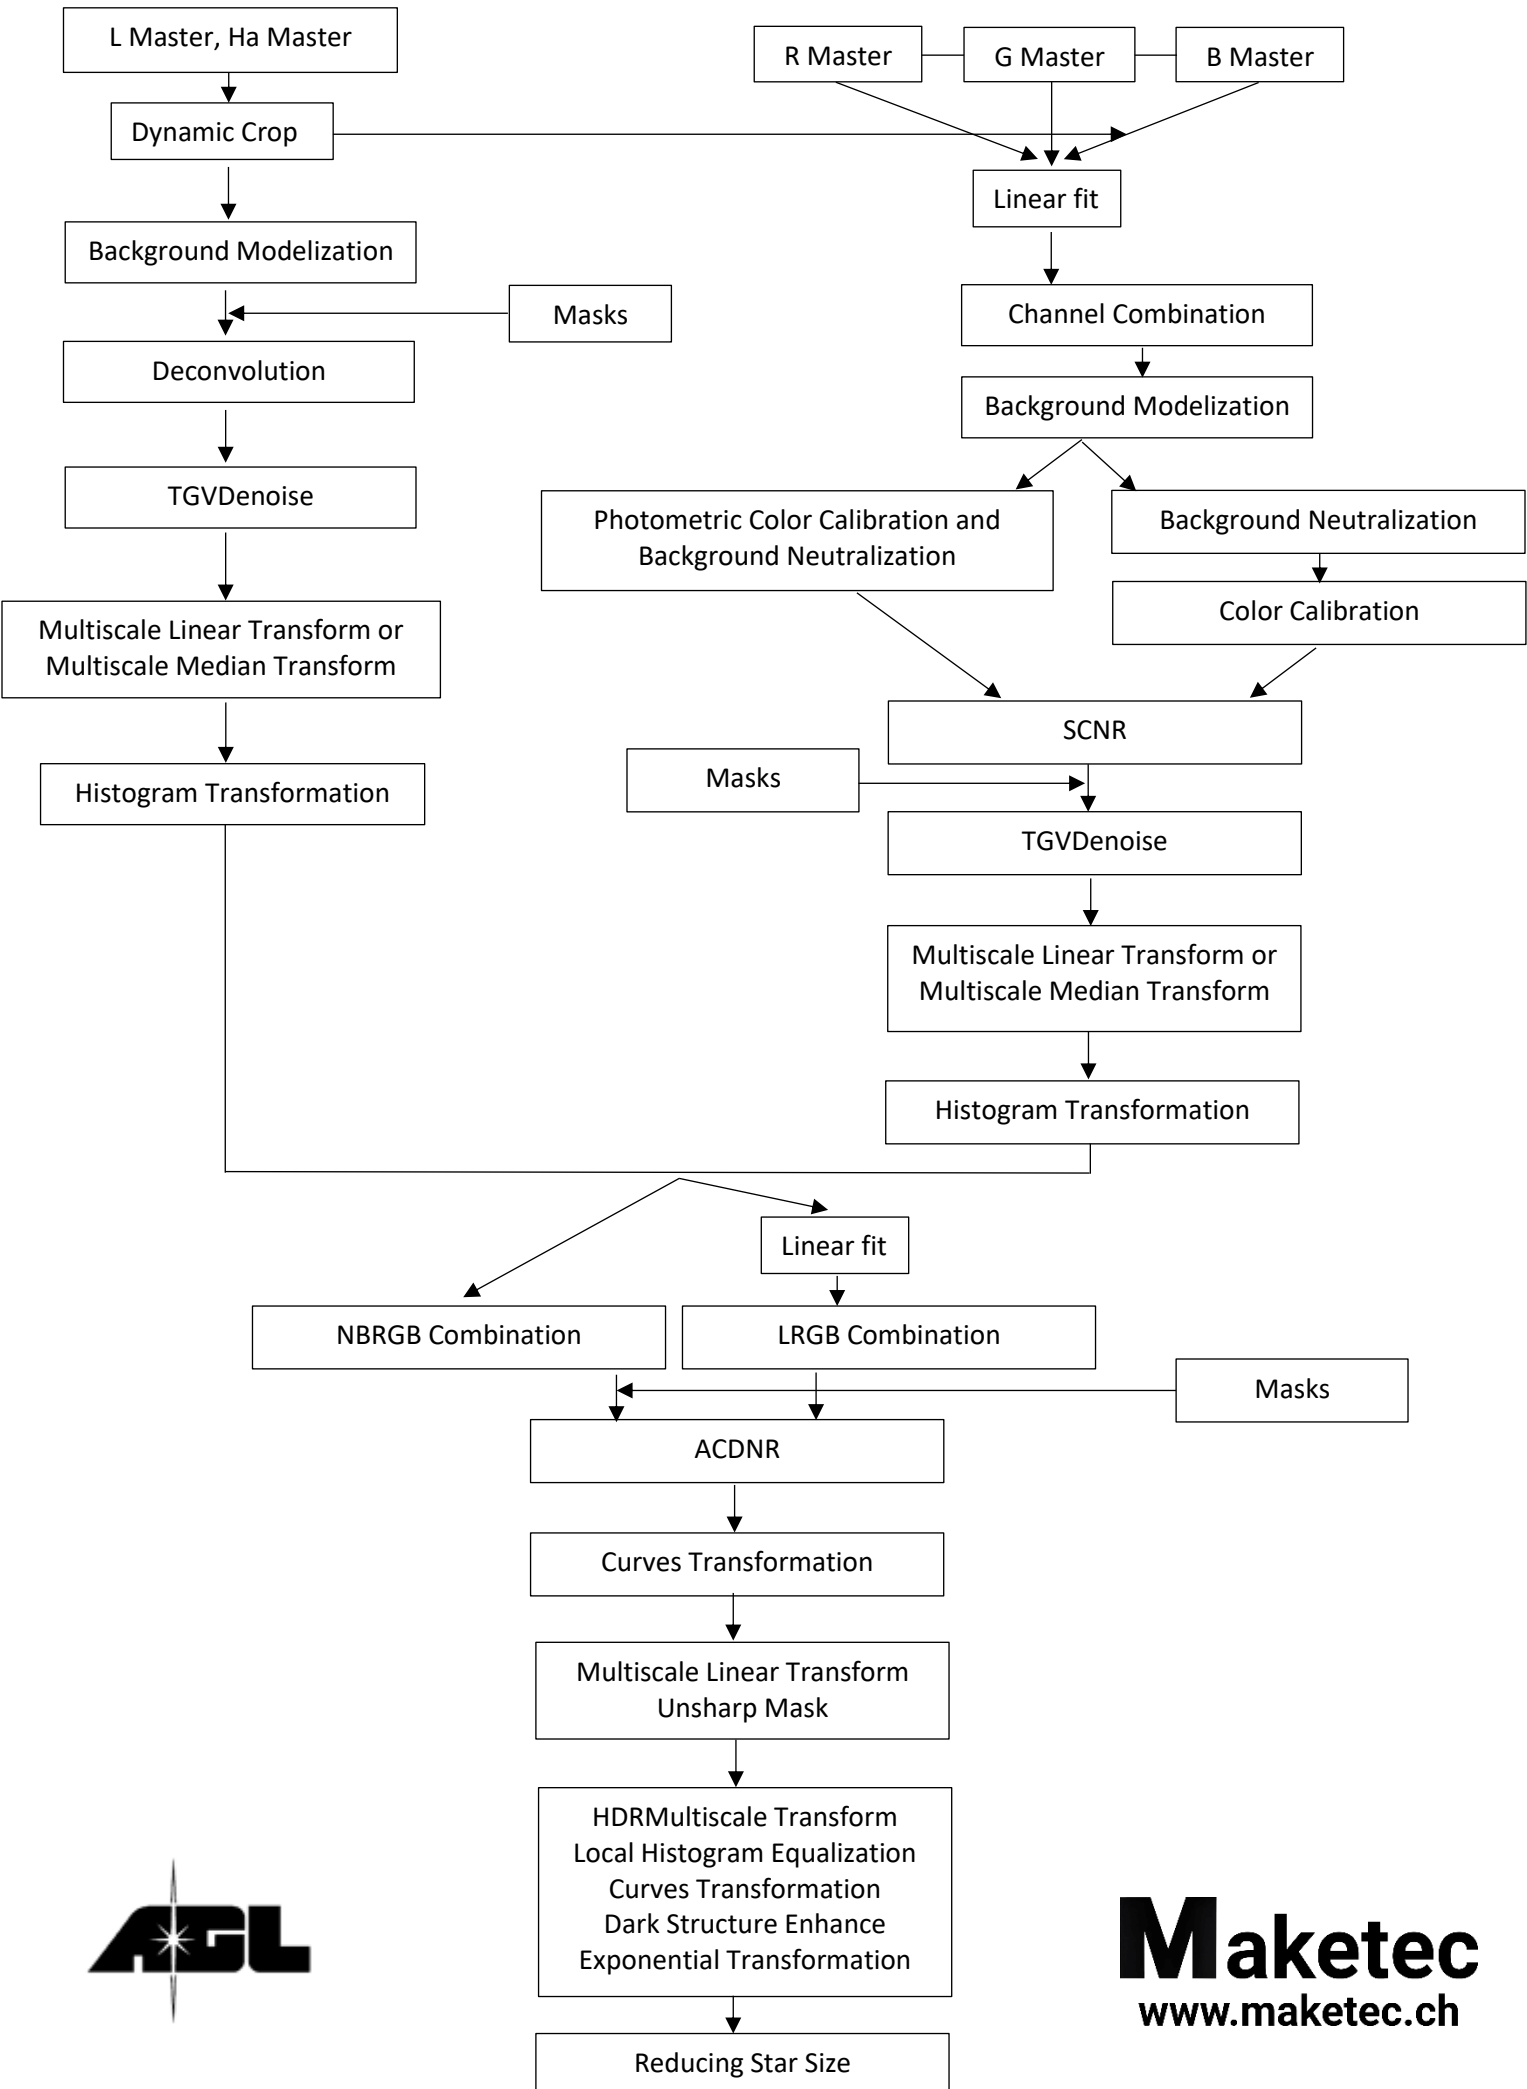 L Master, Ha Master
R Master
G Master
B Master
Dynamic Crop
Linear fit
Background Modelization
Masks
Channel Combination
Deconvolution
Background Modelization
TGVDenoise
Photometric Color Calibration and
Background Neutralization
Background Neutralization
Color Calibration
Multiscale Linear Transform or
Multiscale Median Transform
SCNR
Histogram Transformation
Masks
TGVDenoise
Multiscale Linear Transform or
Multiscale Median Transform
Histogram Transformation
Linear fit
NBRGB Combination
LRGB Combination
Masks
ACDNR
Curves Transformation
Multiscale Linear Transform
Unsharp Mask
HDRMultiscale Transform
Local Histogram Equalization
Curves Transformation
Dark Structure Enhance
Exponential Transformation
AGL
Maketec
www.maketec.ch
Reducing Star Size